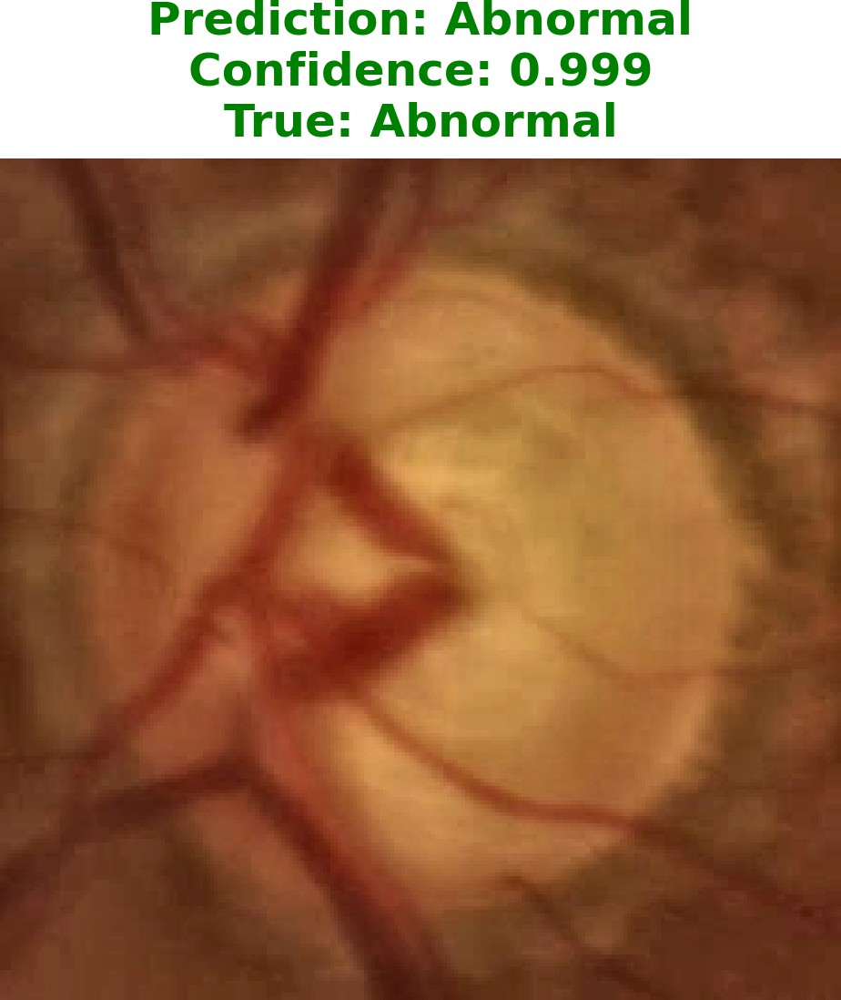 Prediction: Abnormal
Confidence: 0.999
True: Abnormal